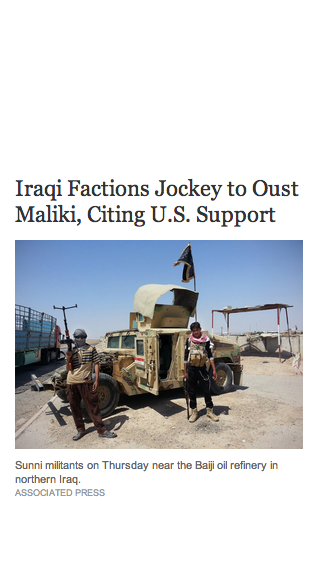 Iraqi Factions Jockey to Oust
Maliki, Citing U.S. Support
Sunni militants on Thursday near the Baiji oil refinery in
northern Iraq.
ASSOCIATED PRESS